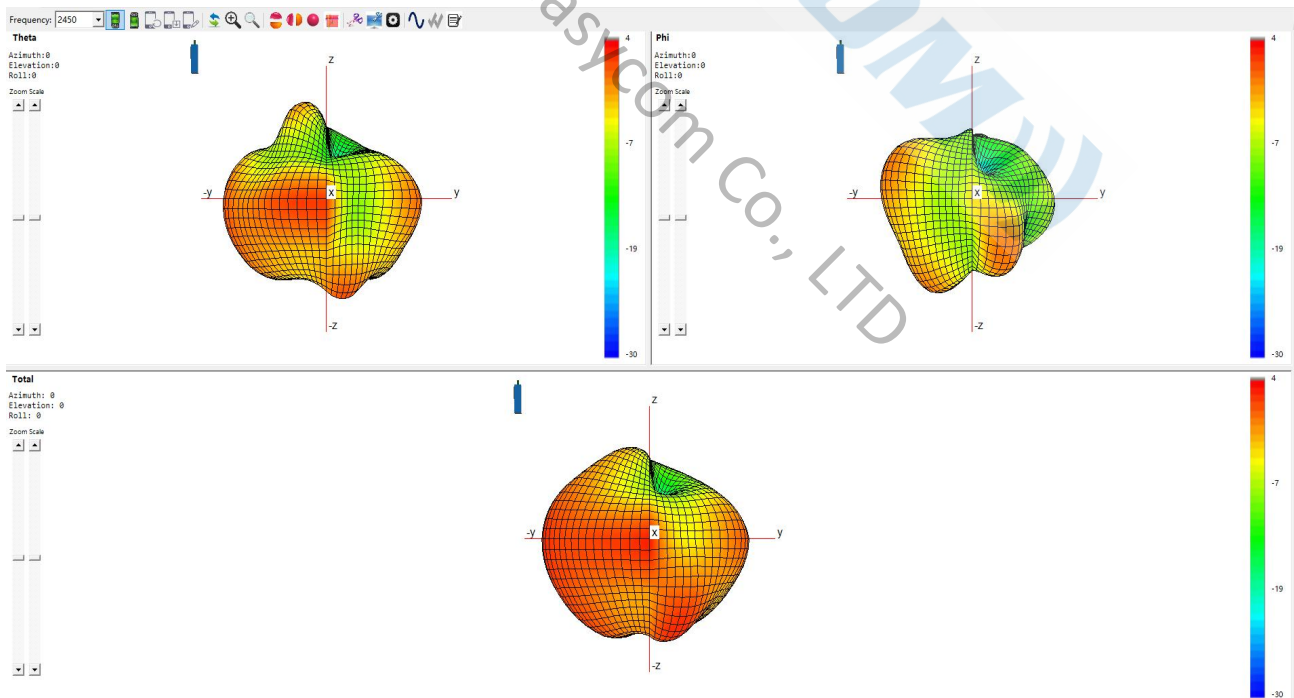 Frequency: 2450
Theta
Azimuth:0
Elevation:0
Roll:0
Zoom Scale
z
-y
x
y
-z
4
-7
-19
-30
Phi
Azimuth:0
Elevation:0
Roll:0
Zoom Scale
z
-y
x
y
-z
4
-7
-19
-30
Total
Azimuth: 0
Elevation: 0
Roll: 0
Zoom Scale
z
-y
x
y
-z
4
-7
-19
-30
asycom Co., LTD